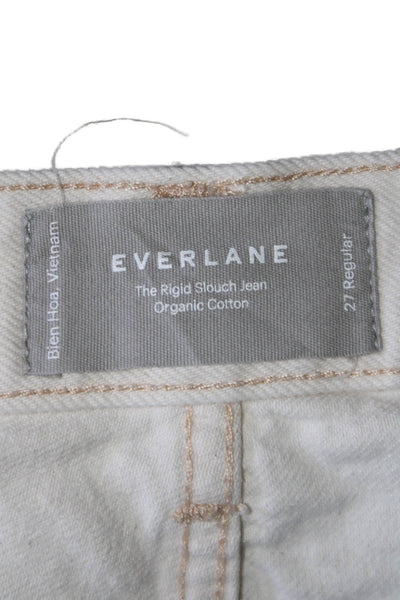 Bien Hoa, Vietnam
EVERLANE
The Rigid Slouch Jean
Organic Cotton
27 Regular